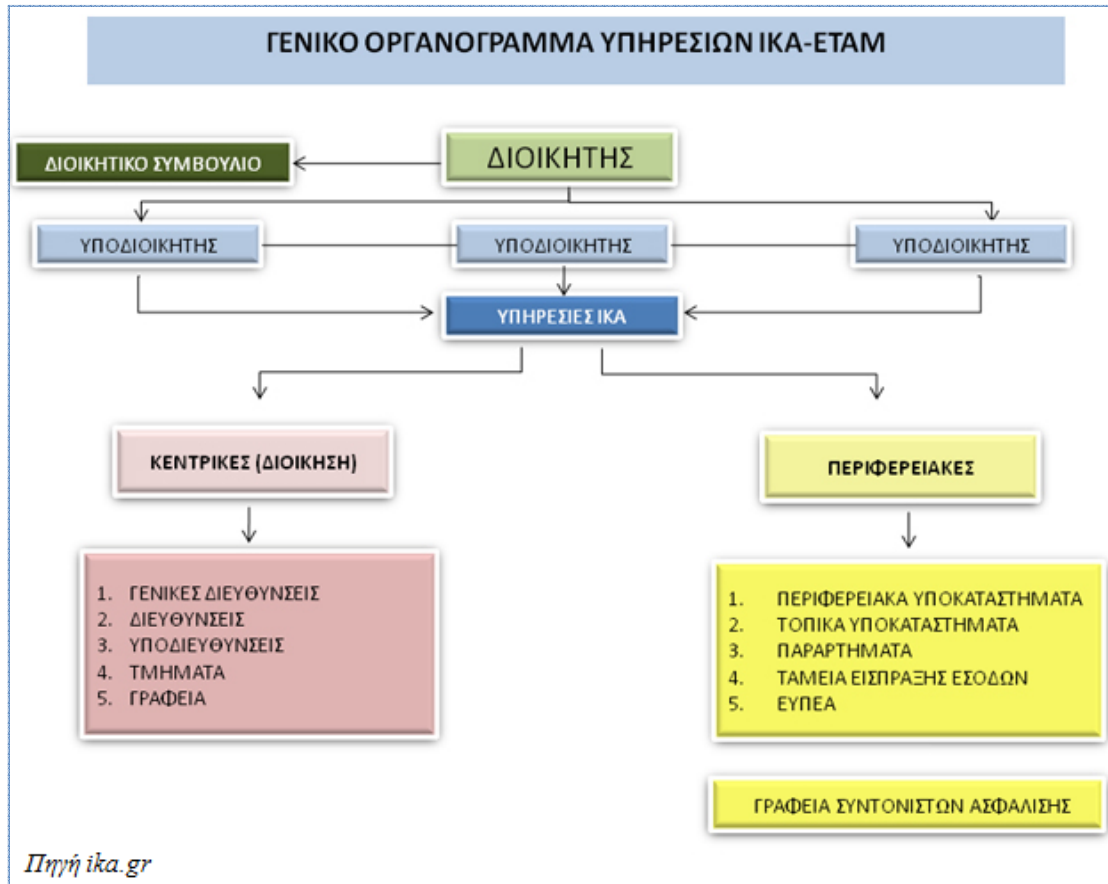 ΓΕΝΙΚΟ ΟΡΓΑΝΟΓΡΑΜΜΑ ΥΠΗΡΕΣΙΩΝ ΙΚΑ-ΕΤΑΜ
ΔΙΟΙΚΗΤΙΚΟ ΣΥΜΒΟΥΛΙΟ
ΔΙΟΙΚΗΤΗΣ
ΥΠΟΔΙΟΙΚΗΤΗΣ
ΥΠΟΔΙΟΙΚΗΤΗΣ
ΥΠΟΔΙΟΙΚΗΤΗΣ
ΥΠΗΡΕΣΙΕΣ ΙΚΑ
ΚΕΝΤΡΙΚΕΣ (ΔΙΟΙΚΗΣΗ)
1. ΓΕΝΙΚΕΣ ΔΙΕΥΘΥΝΣΕΙΣ
2. ΔΙΕΥΘΥΝΣΕΙΣ
3. ΥΠΟΔΙΕΥΘΥΝΣΕΙΣ
4. ΤΜΗΜΑΤΑ
5. ΓΡΑΦΕΙΑ
ΠΕΡΙΦΕΡΕΙΑΚΕΣ
1. ΠΕΡΙΦΕΡΕΙΑΚΑ ΥΠΟΚΑΤΑΣΤΗΜΑΤΑ
2. ΤΟΠΙΚΑ ΥΠΟΚΑΤΑΣΤΗΜΑΤΑ
3. ΠΑΡΑΡΤΗΜΑΤΑ
4. ΤΑΜΕΙΑ ΕΙΣΠΡΑΞΗΣ ΕΣΟΔΩΝ
5. ΕΥΠΕΑ
ΓΡΑΦΕΙΑ ΣΥΝΤΟΝΙΣΤΩΝ ΑΣΦΑΛΙΣΗΣ
Πηγή ika.gr